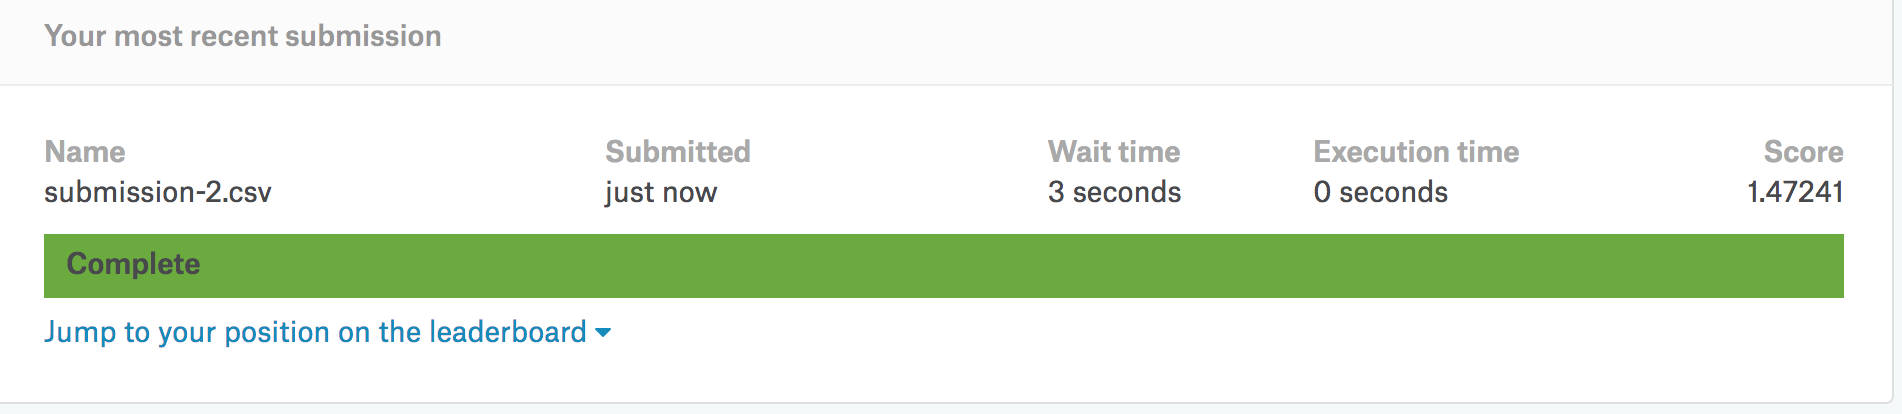 Your most recent submission
Name Submitted Wait time Execution time Score
submission-2.csv just now 3 seconds 0 seconds 1.47241
Complete
Jump to your position on the leaderboard